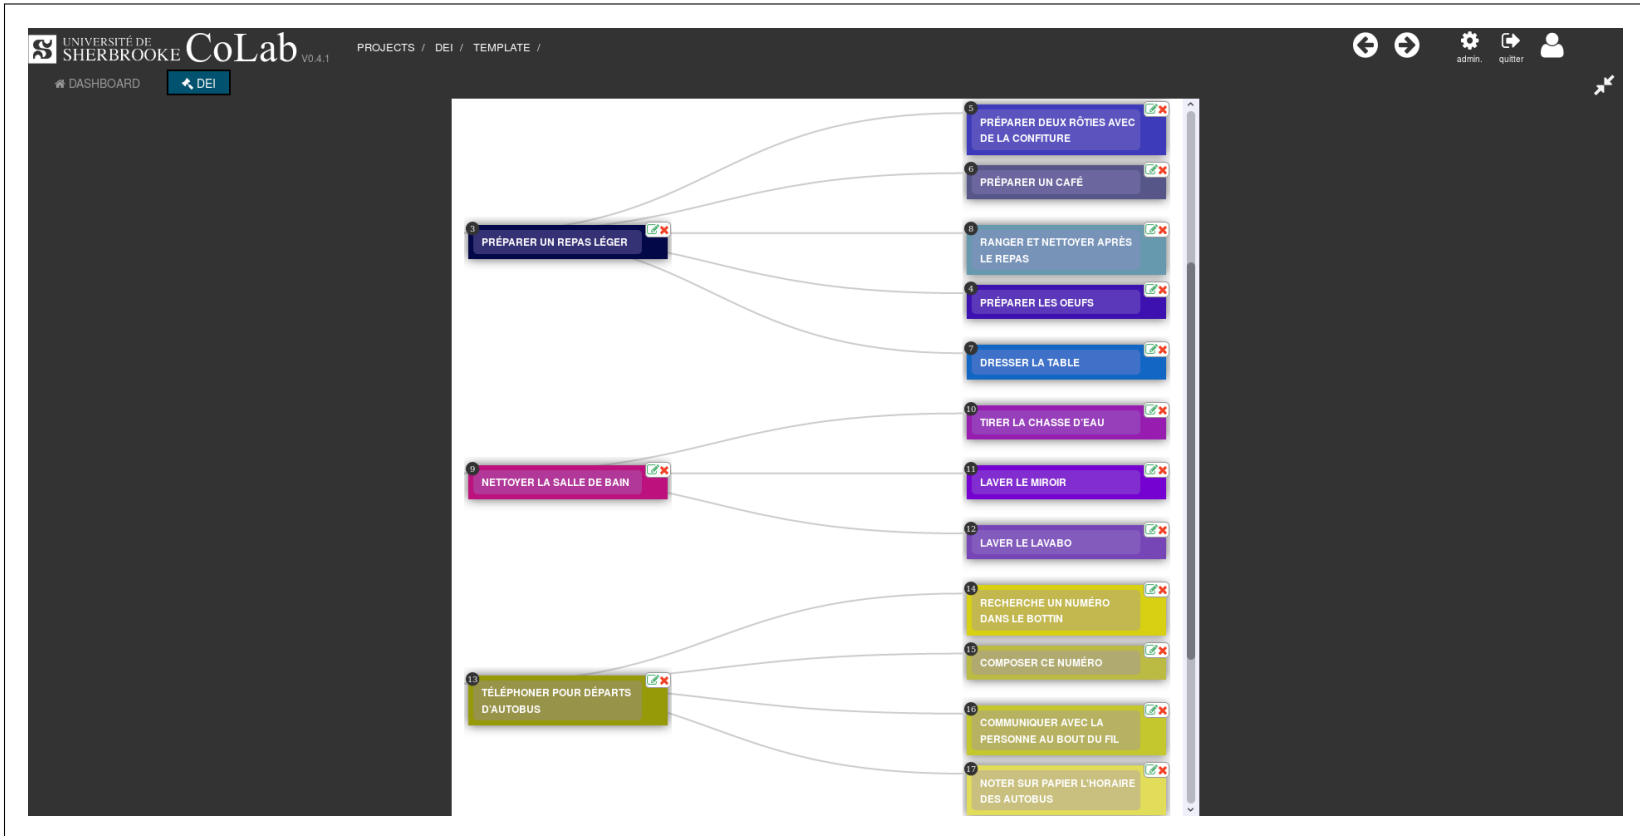 UNIVERSITÉ DE
SHERBROOKE CoLab V0.4.1
PROJECTS / DEI / TEMPLATE /
admin.
quitter
DASHBOARD
DEI
5
PRÉPARER DEUX RÔTIES AVEC
DE LA CONFITURE
6
PRÉPARER UN CAFÉ
3
PRÉPARER UN REPAS LÉGER
8
RANGER ET NETTOYER APRÈS
LE REPAS
4
PRÉPARER LES OEUFS
7
DRESSER LA TABLE
10
TIRER LA CHASSE D'EAU
9
NETTOYER LA SALLE DE BAIN
11
LAVER LE MIROIR
12
LAVER LE LAVABO
14
RECHERCHE UN NUMÉRO
DANS LE BOTTIN
15
COMPOSER CE NUMÉRO
13
TÉLÉPHONER POUR DÉPARTS
D'AUTOBUS
16
COMMUNIQUER AVEC LA
PERSONNE AU BOUT DU FIL
17
NOTER SUR PAPIER L'HORAIRE
DES AUTOBUS